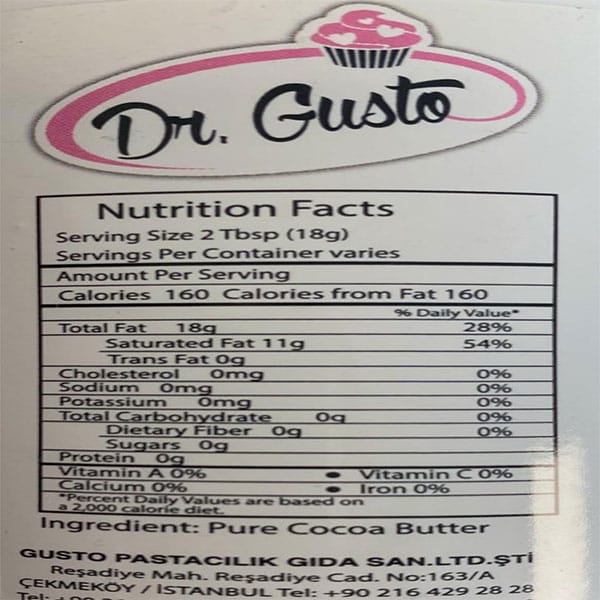 Dr. Gusto
Nutrition Facts
Serving Size 2 Tbsp (18g)
Servings Per Container varies
Amount Per Serving
Calories 160 Calories from Fat 160
% Daily Value*
Total Fat 18g 28%
Saturated Fat 11g 54%
Trans Fat 0g
Cholesterol 0mg 0%
Sodium 0mg 0%
Potassium 0mg 0%
Total Carbohydrate 0g 0%
Dietary Fiber 0g 0%
Sugars 0g
Protein 0g
Vitamin A 0% • Vitamin C 0%
Calcium 0% • Iron 0%
*Percent Daily Values are based on
a 2,000 calorie diet.
Ingredient: Pure Cocoa Butter
GUSTO PASTACILIK GIDA SAN.LTD.ŞTİ
Reşadiye Mah. Reşadiye Cad. No:163/A
ÇEKMEKÖY / İSTANBUL Tel: +90 216 429 28 28